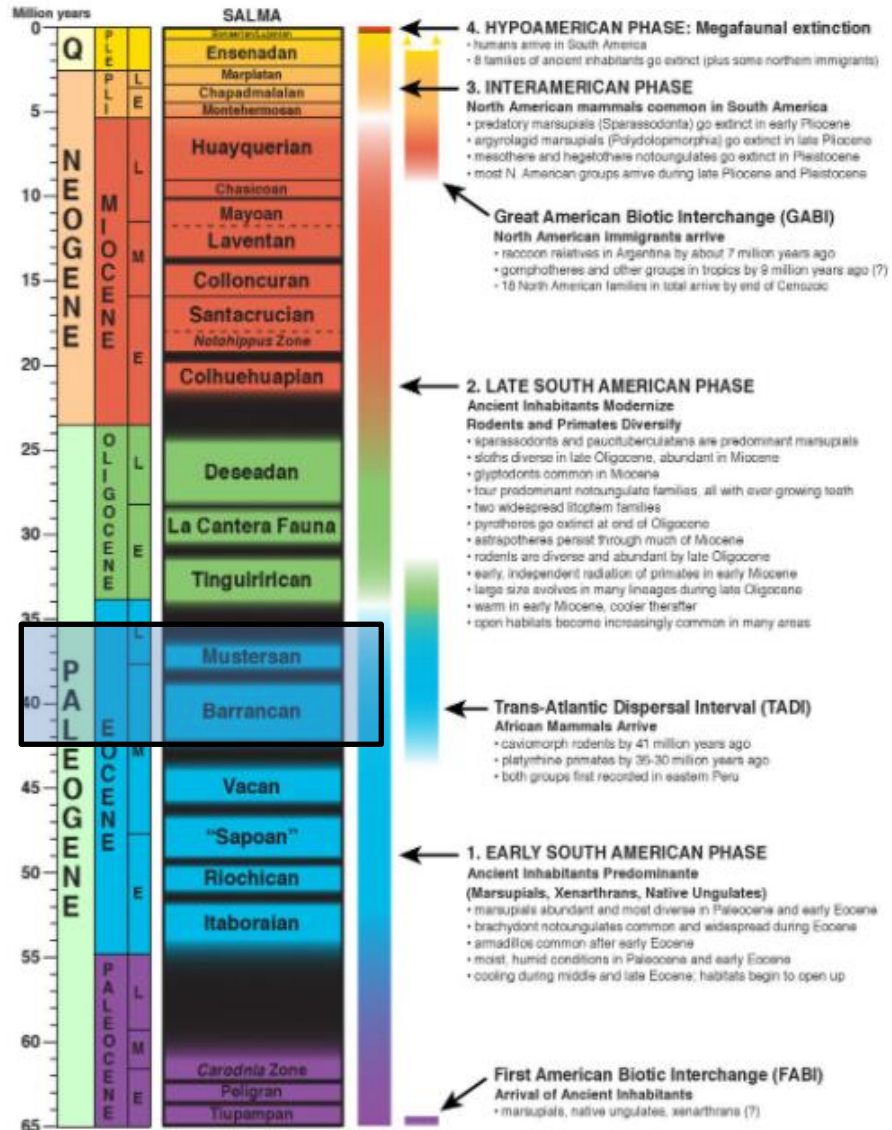 Million years
SALMA
0
5
10
15
20
25
30
35
40
45
50
55
60
65
Q
NEOGENE
PALEOGENE
PLE
PLI
MIOCENE
OLIGOCENE
EOCENE
PALEOCENE
L
E
L
M
E
L
E
L
M
E
L
M
E
Ensenadan
Marplatan
Chapadmalalan
Montehermosan
Huayquerian
Chasicoan
Mayoan
Laventan
Colloncuran
Santacrucian
Notohippus Zone
Colhuehuapian
Deseadan
La Cantera Fauna
Tinguirirican
Mustersan
Barrancan
Vacan
"Sapoan"
Riochican
Itaboraian
Carodnia Zone
Peligran
Tiupampan
4. HYPOAMERICAN PHASE: Megafaunal extinction
• humans arrive in South America
• 8 families of ancient inhabitants go extinct (plus some northern immigrants)
3. INTERAMERICAN PHASE
North American mammals common in South America
• predatory marsupials (Sparassodonta) go extinct in early Pliocene
• argyrolagid marsupials (Polydolopimorphia) go extinct in late Pliocene
• mesothere and hegetothere notoungulates go extinct in Pleistocene
• most N. American groups arrive during late Pliocene and Pleistocene
Great American Biotic Interchange (GABI)
North American immigrants arrive
• raccoon relatives in Argentina by about 7 million years ago
• gomphotheres and other groups in tropics by 9 million years ago (?)
- 18 North American families in total arrive by end of Cenozoic
2. LATE SOUTH AMERICAN PHASE
Ancient Inhabitants Modernize
Rodents and Primates Diversify
• sparassodonts and paucituberculatans are predominant marsupials
• sloths diverse in late Oligocene, abundant in Miocene
• glyptodonts common in Miocene
• four predominant notoungulate families, all with ever-growing teeth
• two widespread litoptern families
• pyrotheres go extinct at end of Oligocene
• astrapotheres persist through much of Miocene
• rodents are diverse and abundant by late Oligocene
• early, independent radiation of primates in early Miocene
• large size evolves in many lineages during late Oligocene
• warm in early Miocene, cooler therafter
• open habitats become increasingly common in many areas
Trans-Atlantic Dispersal Interval (TADI)
African Mammals Arrive
• caviomorph rodents by 41 million years ago
• platyrrhine primates by 35-30 million years ago
• both groups first recorded in eastern Peru
1. EARLY SOUTH AMERICAN PHASE
Ancient Inhabitants Predominante
(Marsupials, Xenarthrans, Native Ungulates)
• marsupials abundant and most diverse in Paleocene and early Eocene
• brachydont notoungulates common and widespread during Eocene
• armadillos common after early Eocene
• moist, humid conditions in Paleocene and early Eocene
• cooling during middle and late Eocene; habitats begin to open up
First American Biotic Interchange (FABI)
Arrival of Ancient Inhabitants
• marsupials, native ungulates, xenarthrans (?)